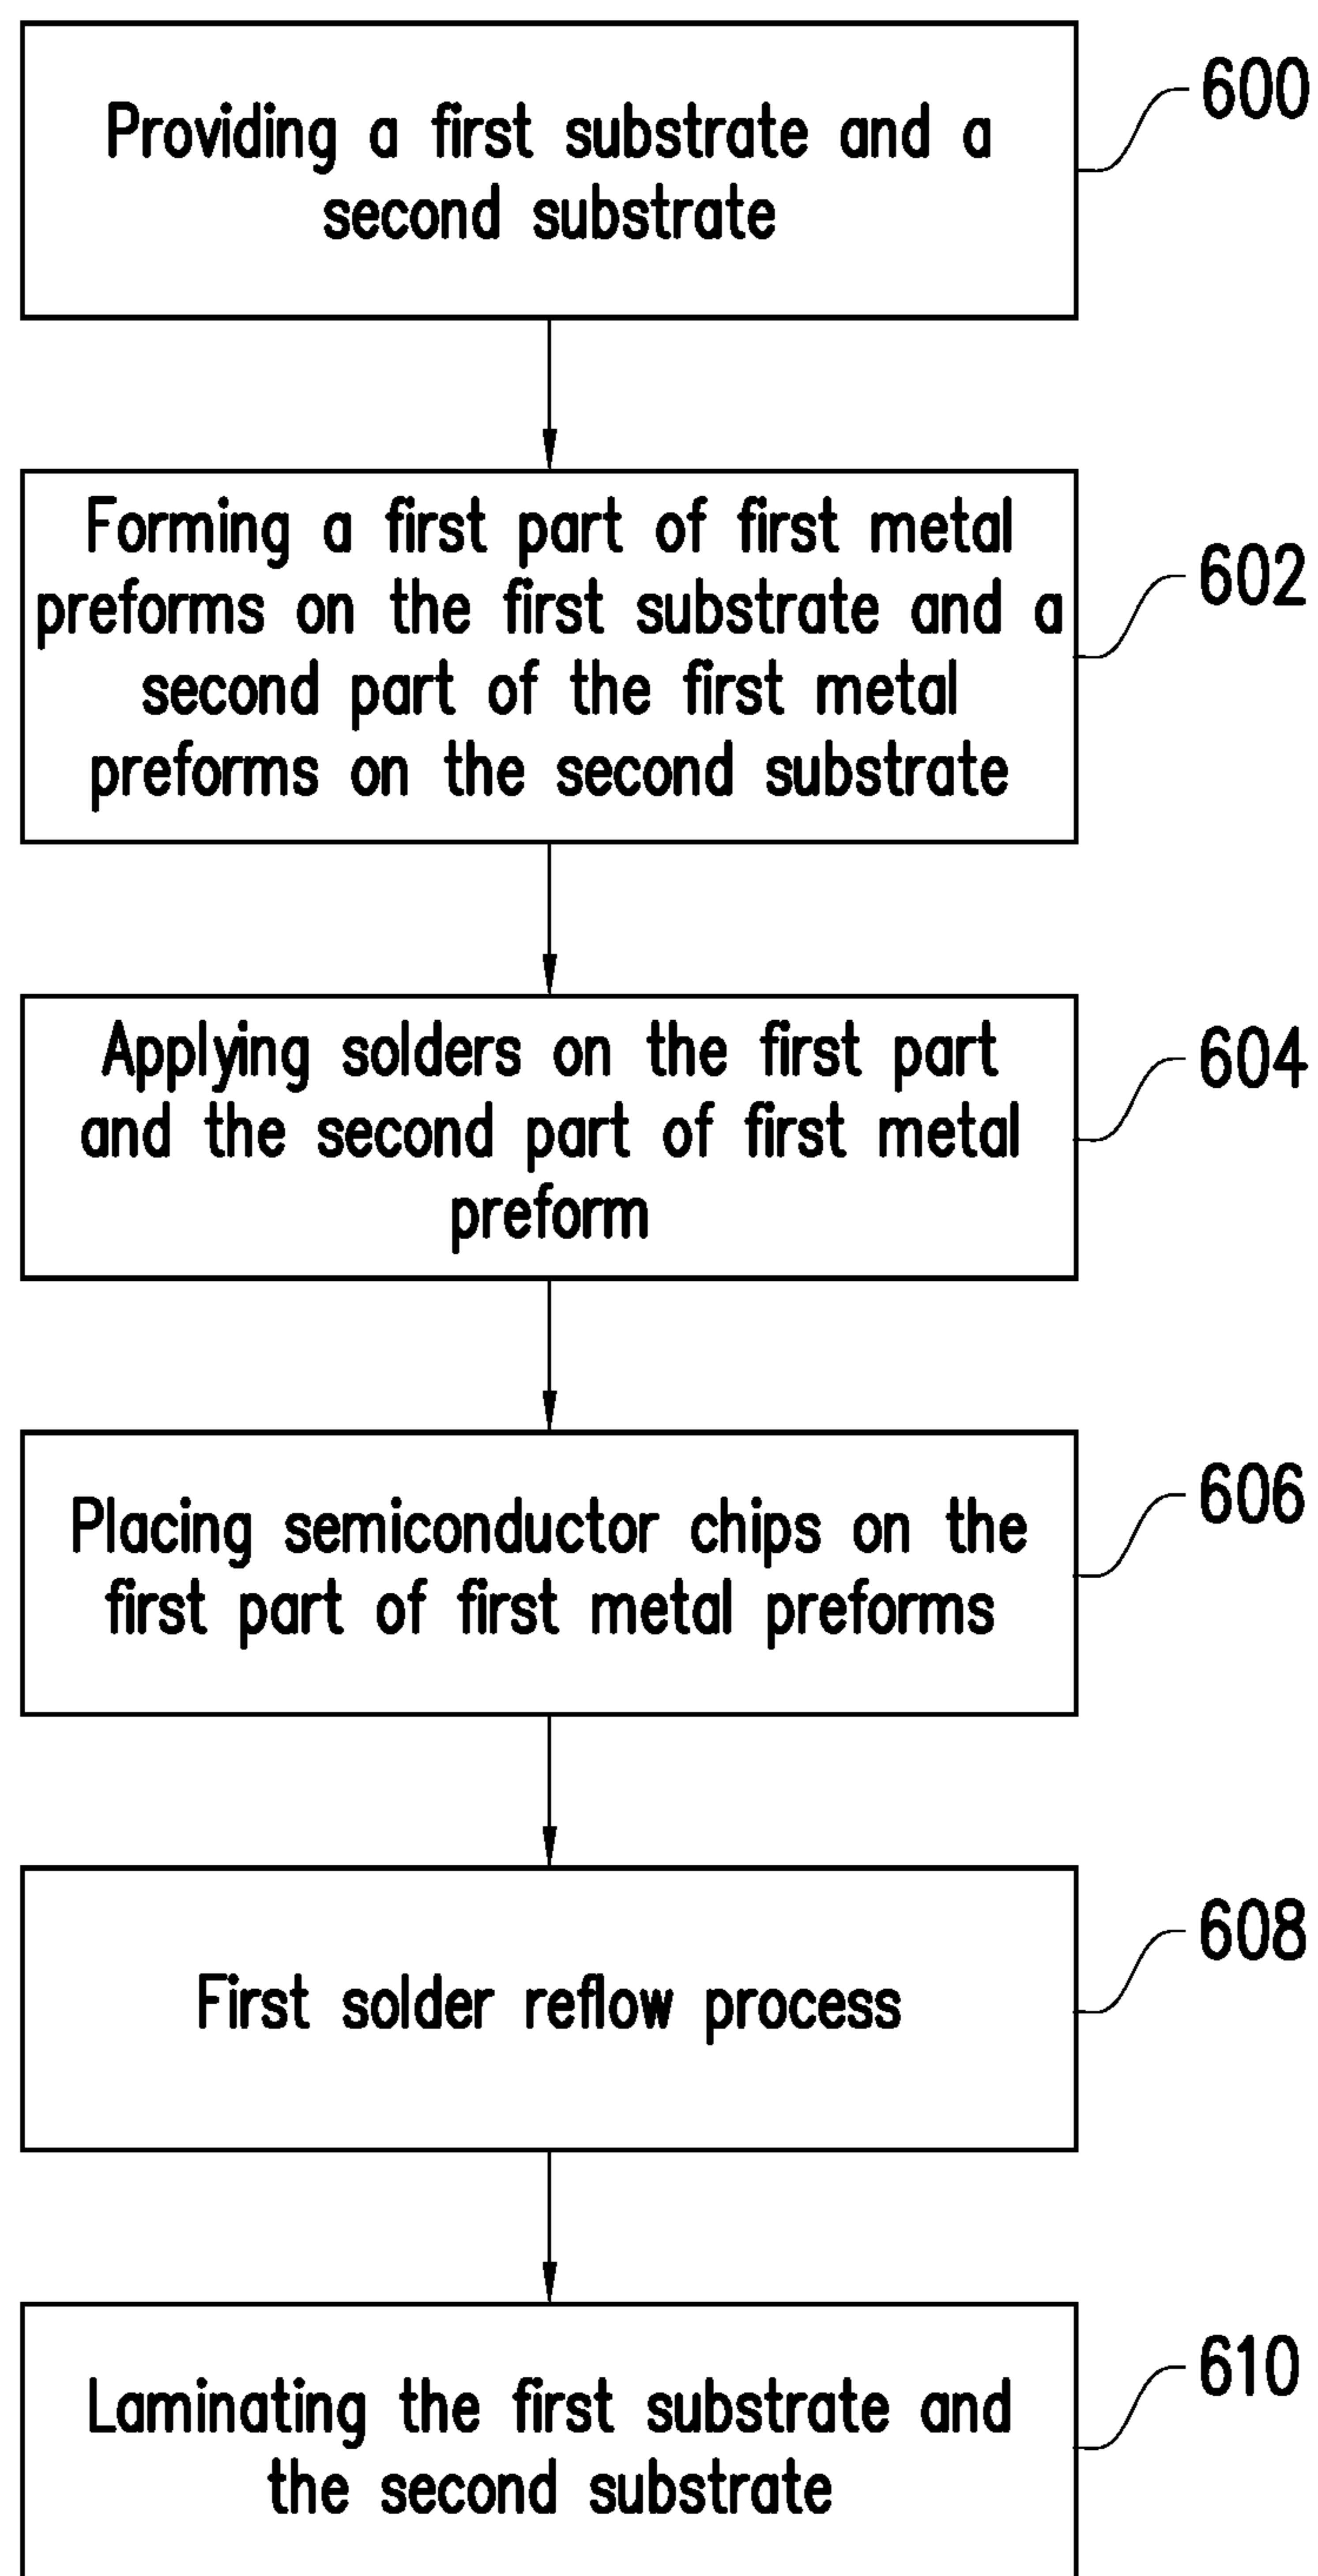 Providing a first substrate and a
second substrate
600
Forming a first part of first metal
preforms on the first substrate and a
second part of the first metal
preforms on the second substrate
602
Applying solders on the first part
and the second part of first metal
preform
604
Placing semiconductor chips on the
first part of first metal preforms
606
First solder reflow process
608
Laminating the first substrate and
the second substrate
610